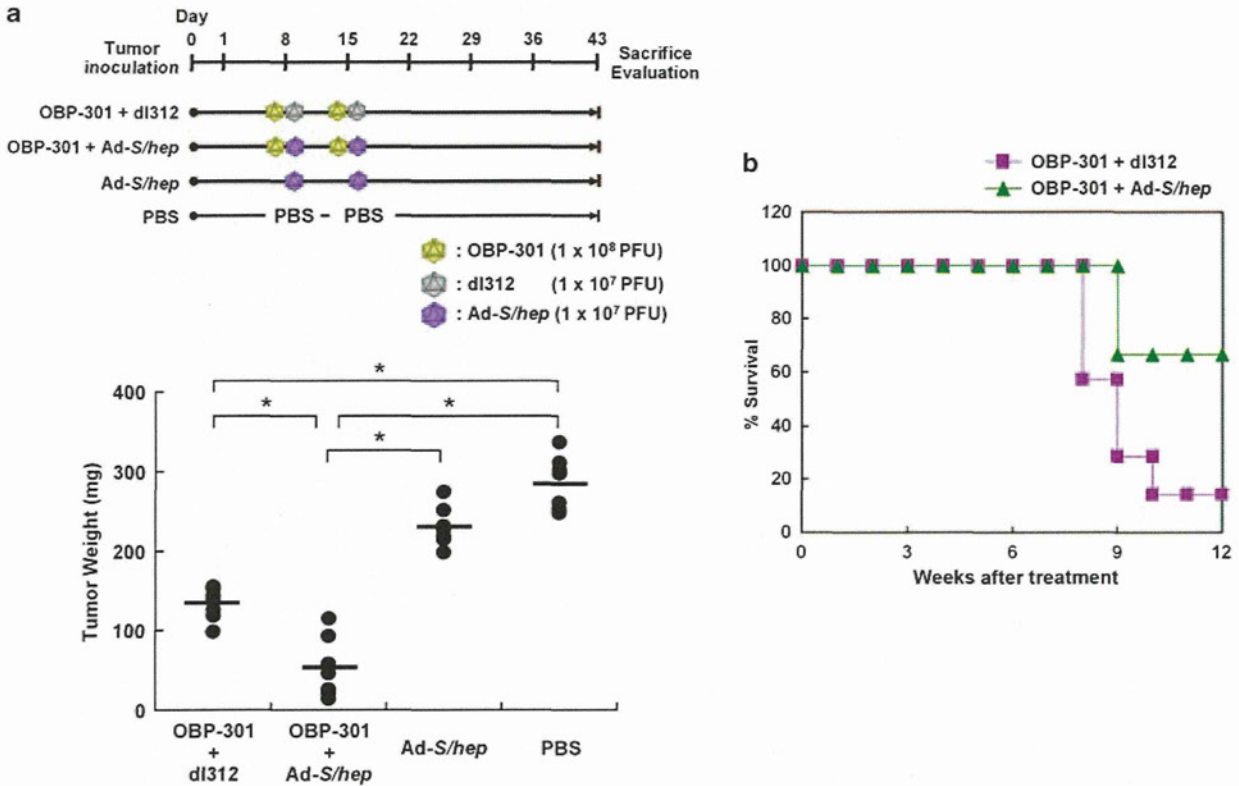 a
Day
0 1 8 15 22 29 36 43
Tumor inoculation
Sacrifice Evaluation
OBP-301 + dl312
OBP-301 + Ad-S/hep
Ad-S/hep
PBS
PBS – PBS
: OBP-301 (1 x 10⁸ PFU)
: dl312 (1 x 10⁷ PFU)
: Ad-S/hep (1 x 10⁷ PFU)
Tumor Weight (mg)
400
300
200
100
0
*
*
*
*
OBP-301 + dl312
OBP-301 + Ad-S/hep
Ad-S/hep
PBS
b
OBP-301 + dl312
OBP-301 + Ad-S/hep
% Survival
120
100
80
60
40
20
0
0 3 6 9 12
Weeks after treatment